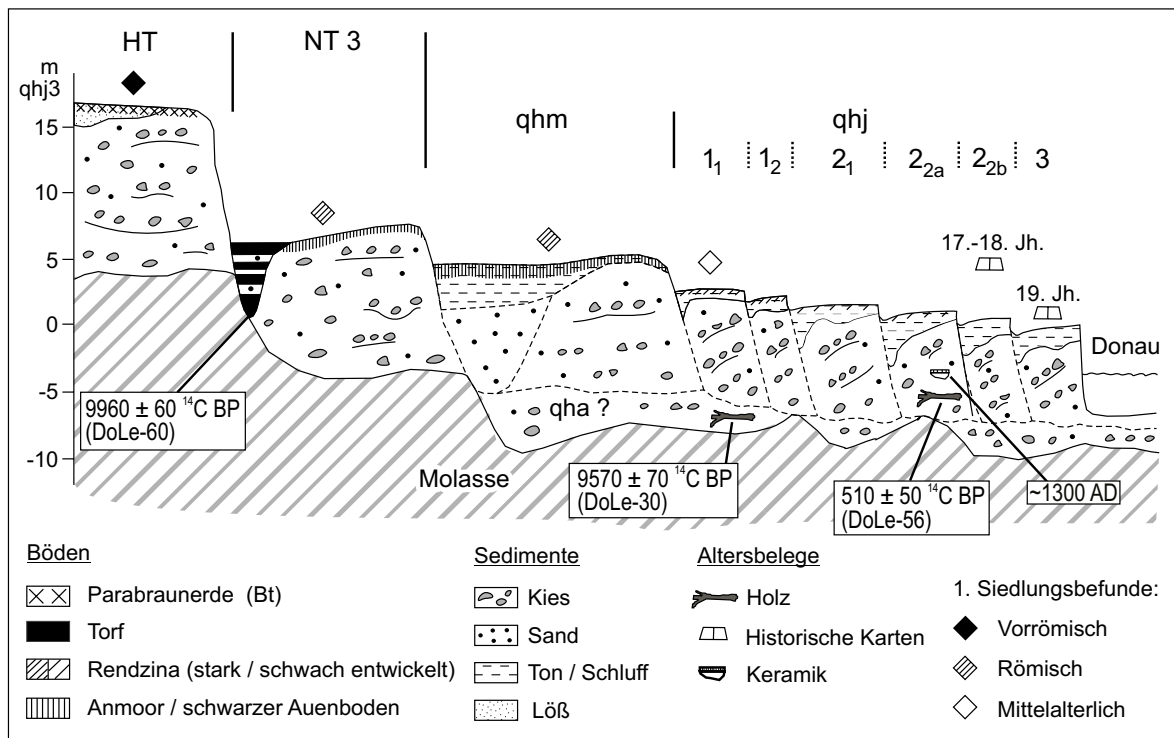 HT
NT 3
m
qhj3
qhm
qhj
1₁
1₂
2₁
2₂ₐ
2₂b
3
15
10
5
0
-5
-10
17.-18. Jh.
19. Jh.
Donau
9960 ± 60 ¹⁴C BP
(DoLe-60)
qha ?
Molasse
9570 ± 70 ¹⁴C BP
(DoLe-30)
510 ± 50 ¹⁴C BP
(DoLe-56)
~1300 AD
Böden
Parabraunerde (Bt)
Torf
Rendzina (stark / schwach entwickelt)
Anmoor / schwarzer Auenboden
Sedimente
Kies
Sand
Ton / Schluff
Löß
Altersbelege
Holz
Historische Karten
Keramik
1. Siedlungsbefunde:
Vorrömisch
Römisch
Mittelalterlich